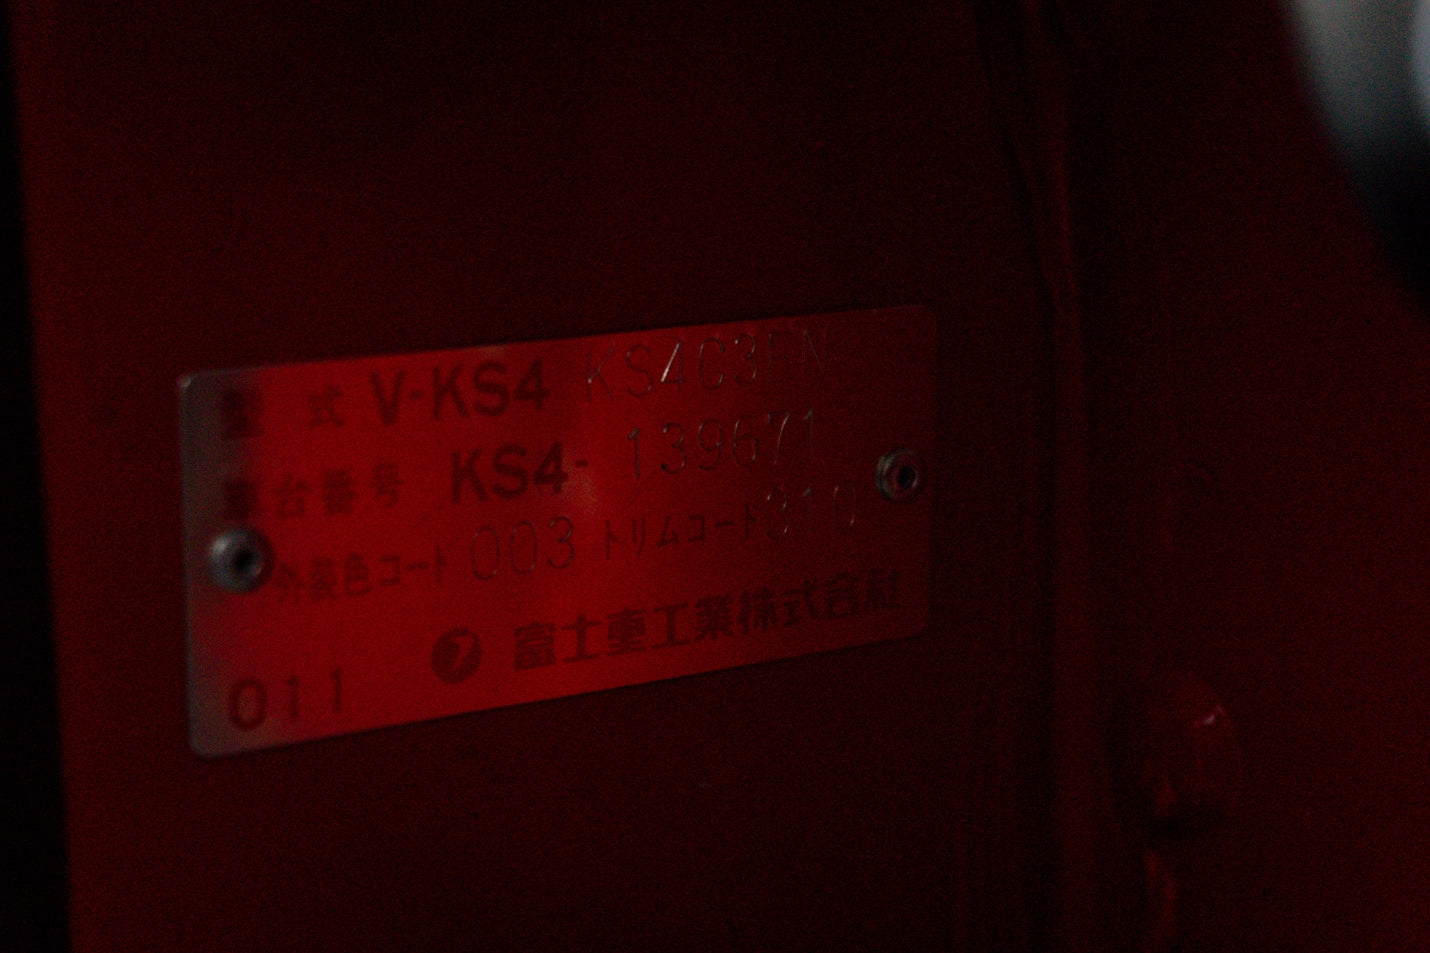 型 式 V-KS4 KS4C3EN
車台番号 KS4- 139671
外装色コード 003 トリムコード 310
7 富士重工業株式会社
011